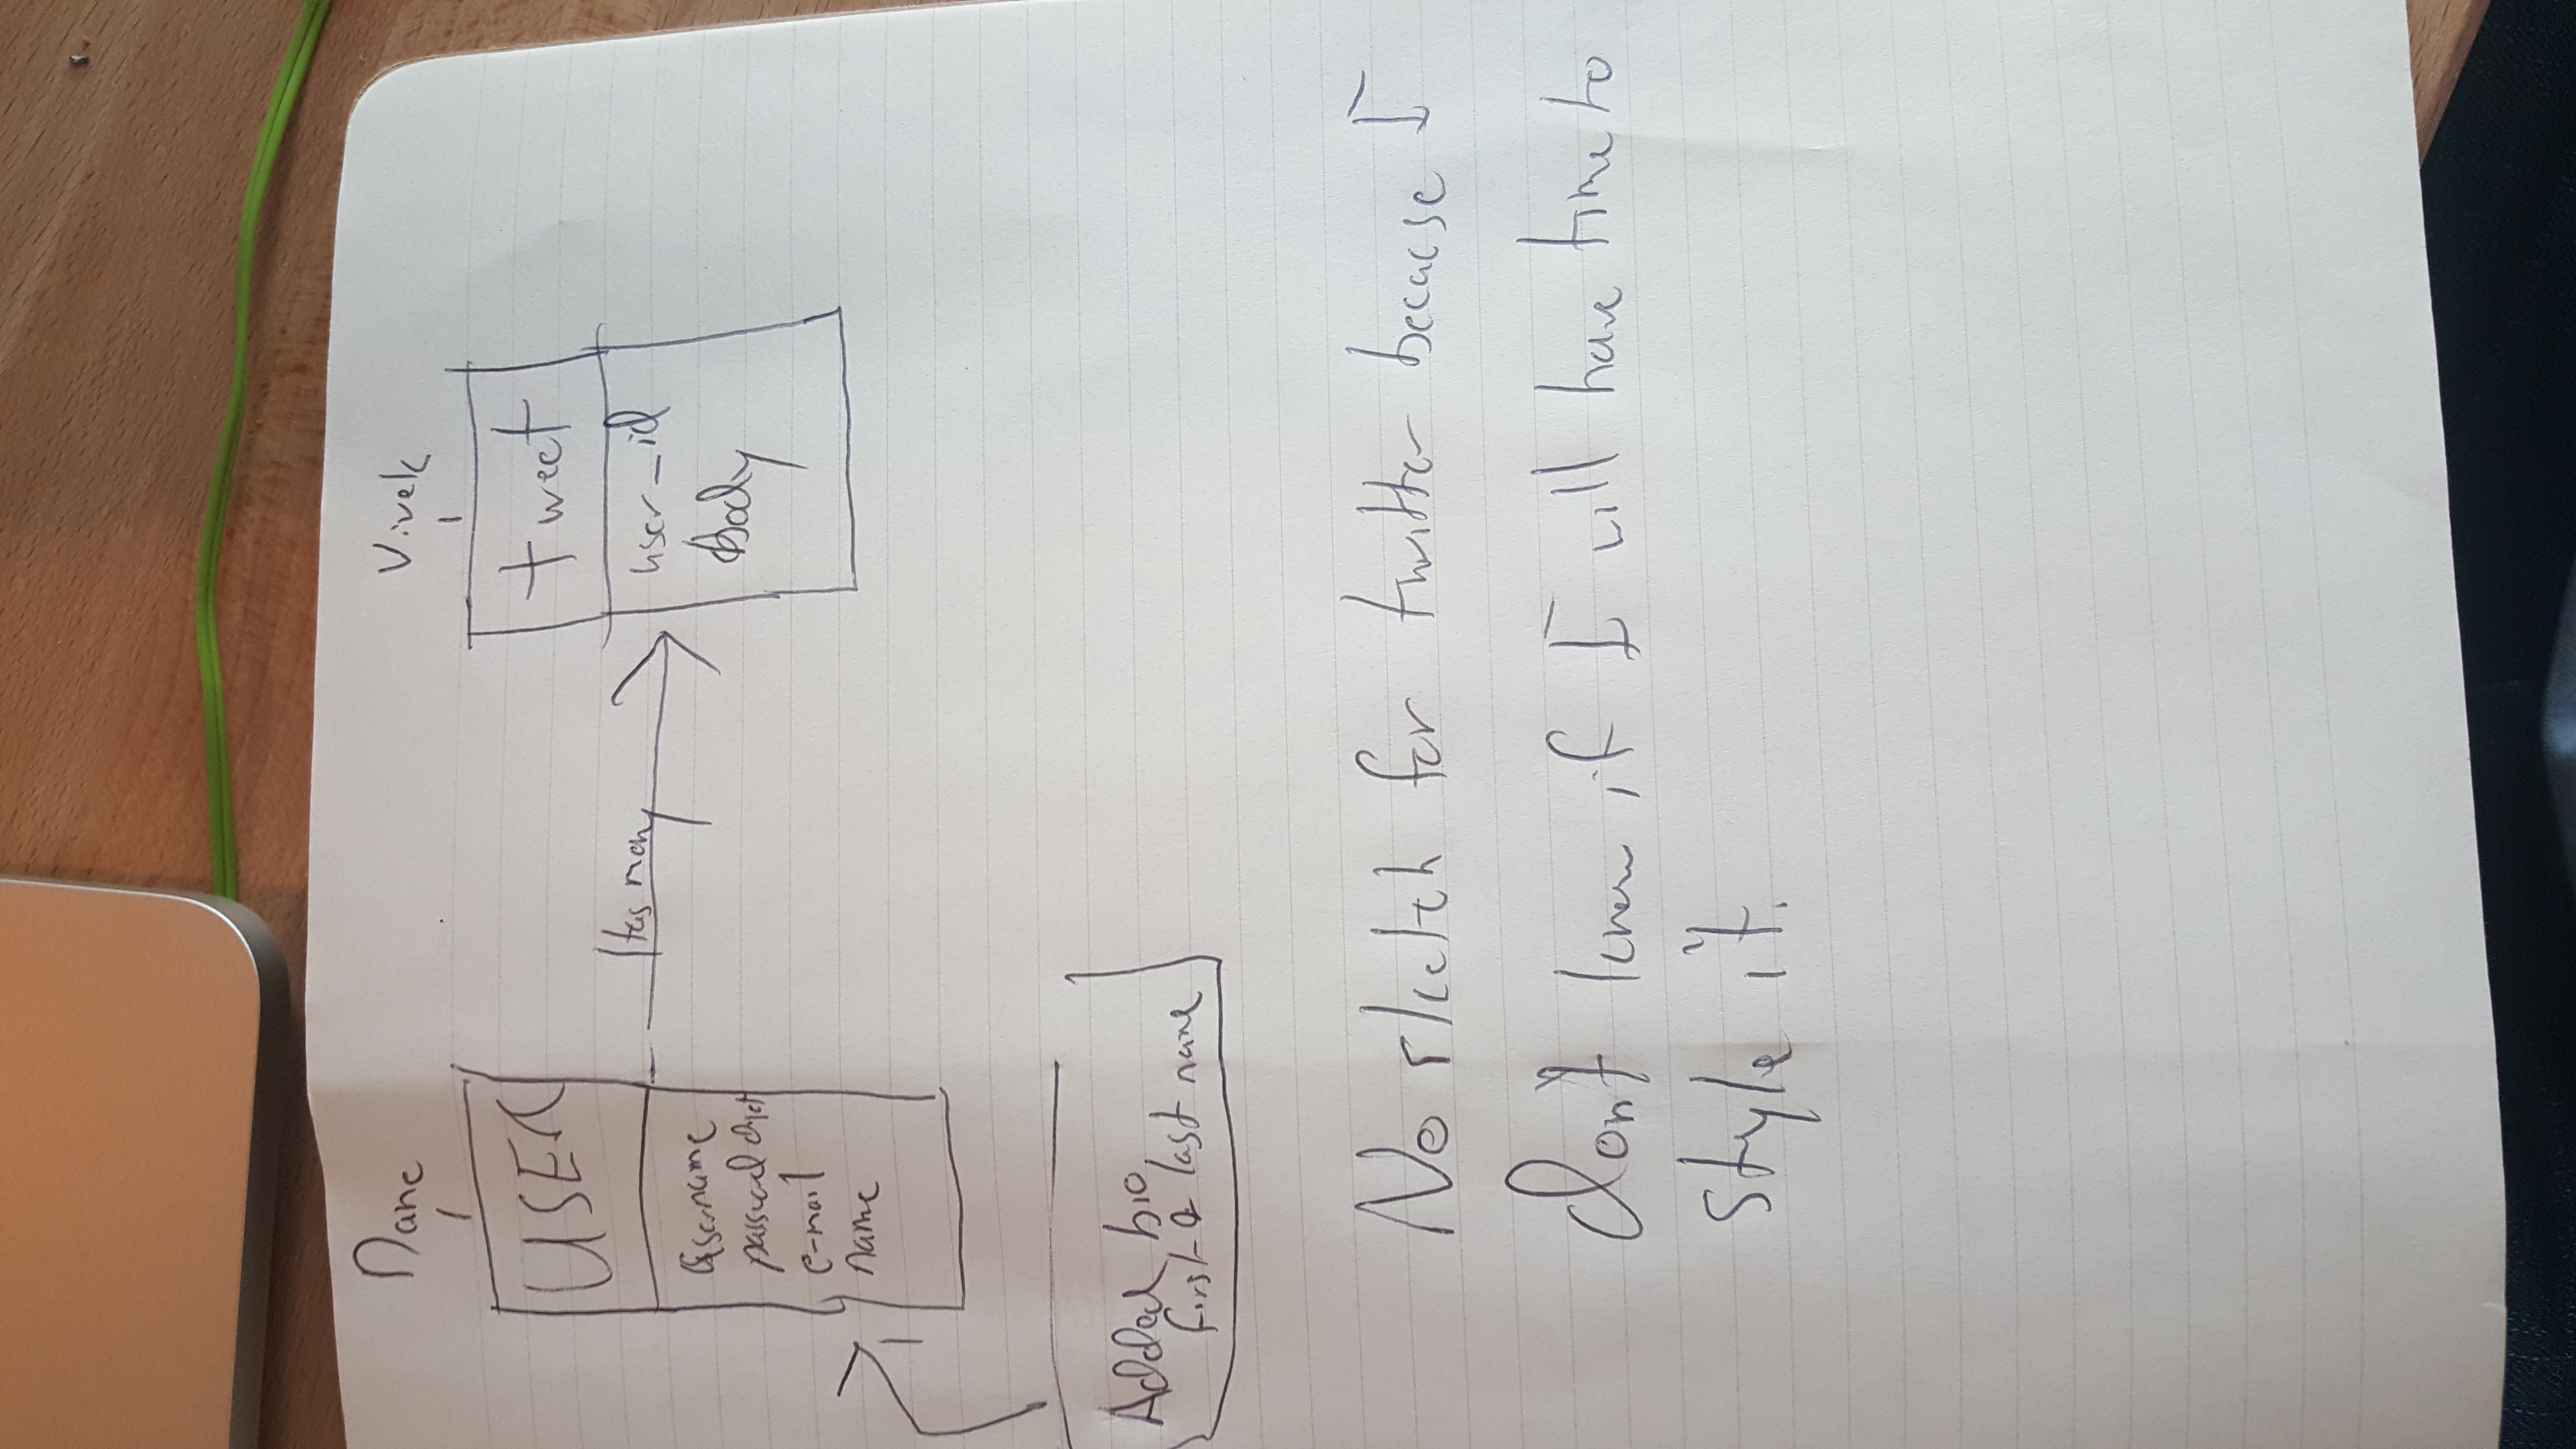 Dane
Vivek
USER
tweet
Has many
username
password digest
e-mail
name
user_id
Body
Added bio,
first & last name
No sketch for twitter because I
don't know if I will have time to
style it.